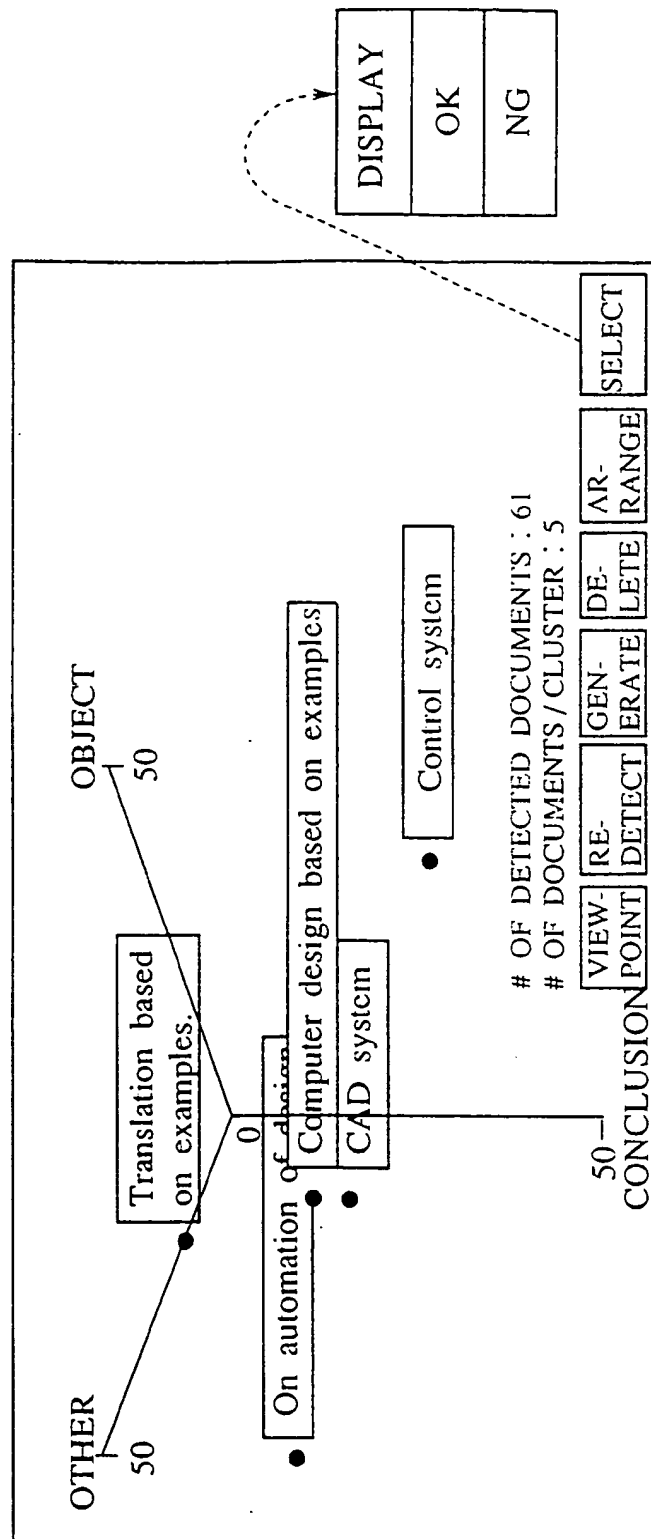 OTHER
50
OBJECT
50
Translation based
on examples.
0
On automation of design
Computer design based on examples
CAD system
Control system
# OF DETECTED DOCUMENTS : 61
# OF DOCUMENTS / CLUSTER : 5
50
CONCLUSION
VIEW-
POINT
RE-
DETECT
GEN-
ERATE
DE-
LETE
AR-
RANGE
SELECT
DISPLAY
OK
NG